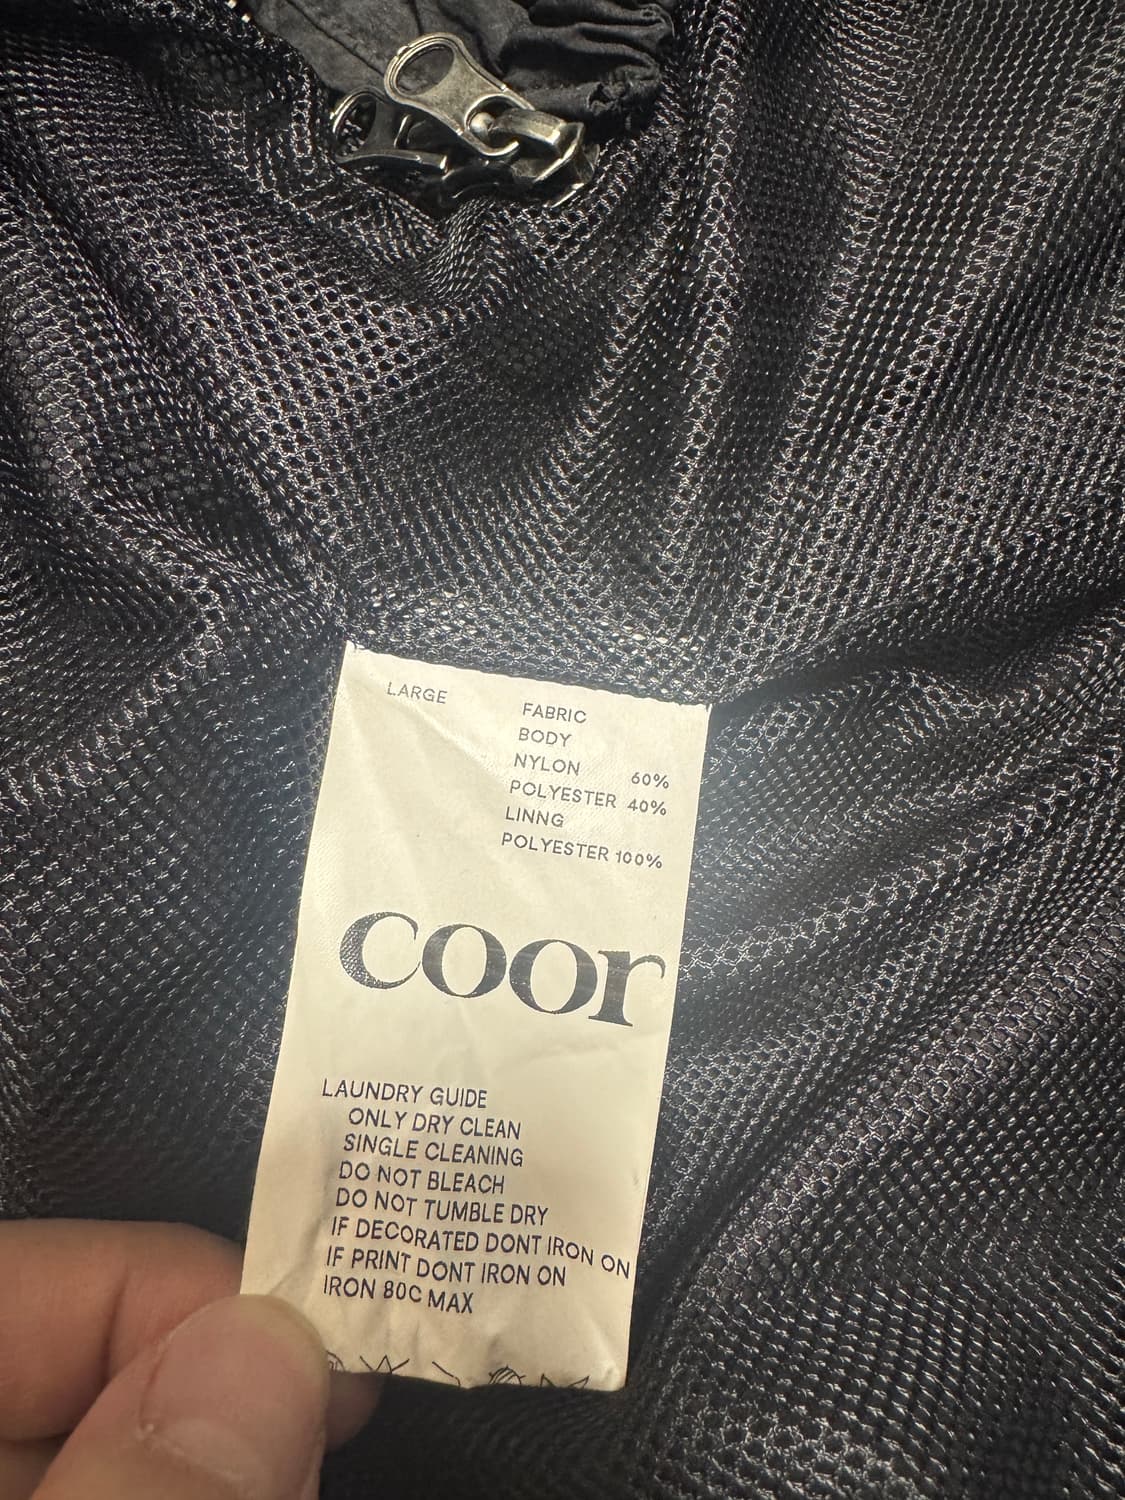 LARGE
FABRIC
BODY
NYLON 60%
POLYESTER 40%
LINNG
POLYESTER 100%
coor
LAUNDRY GUIDE
ONLY DRY CLEAN
SINGLE CLEANING
DO NOT BLEACH
DO NOT TUMBLE DRY
IF DECORATED DONT IRON ON
IF PRINT DONT IRON ON
IRON 80C MAX